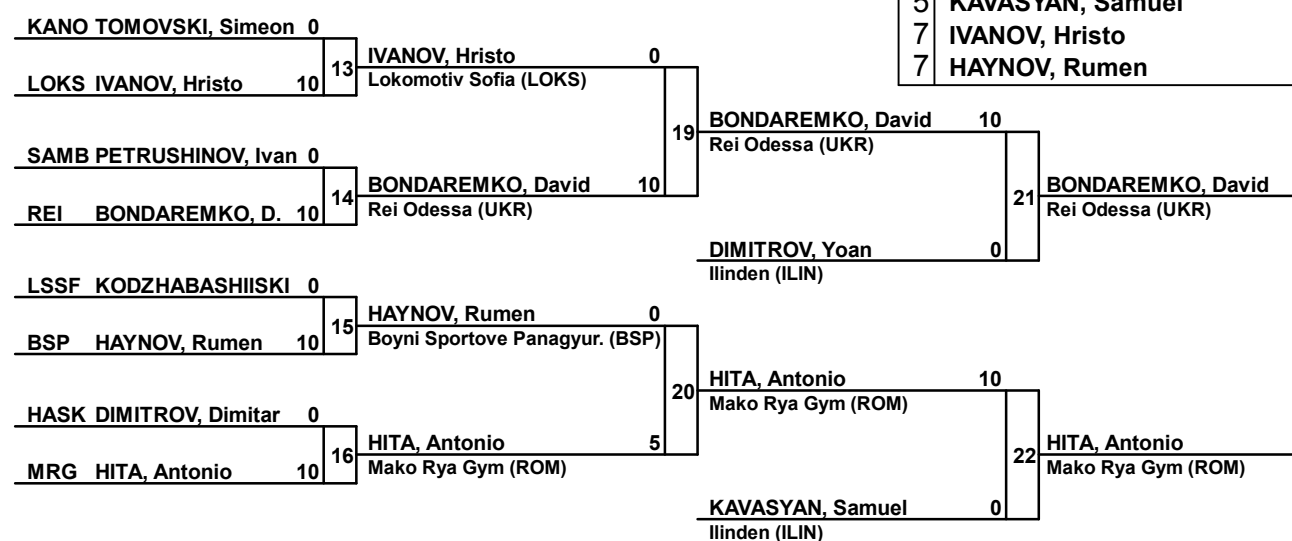 5 KAVASYAN, Samuel
7 IVANOV, Hristo
7 HAYNOV, Rumen
KANO TOMOVSKI, Simeon 0
13
IVANOV, Hristo 0
Lokomotiv Sofia (LOKS)
LOKS IVANOV, Hristo 10
19
BONDAREMKO, David 10
Rei Odessa (UKR)
SAMB PETRUSHINOV, Ivan 0
14
BONDAREMKO, David 10
Rei Odessa (UKR)
REI BONDAREMKO, D. 10
21
BONDAREMKO, David
Rei Odessa (UKR)
DIMITROV, Yoan 0
Ilinden (ILIN)
LSSF KODZHABASHIISKI 0
15
HAYNOV, Rumen 0
Boyni Sportove Panagyur. (BSP)
BSP HAYNOV, Rumen 10
20
HITA, Antonio 10
Mako Rya Gym (ROM)
HASK DIMITROV, Dimitar 0
16
HITA, Antonio 5
Mako Rya Gym (ROM)
MRG HITA, Antonio 10
22
HITA, Antonio
Mako Rya Gym (ROM)
KAVASYAN, Samuel 0
Ilinden (ILIN)